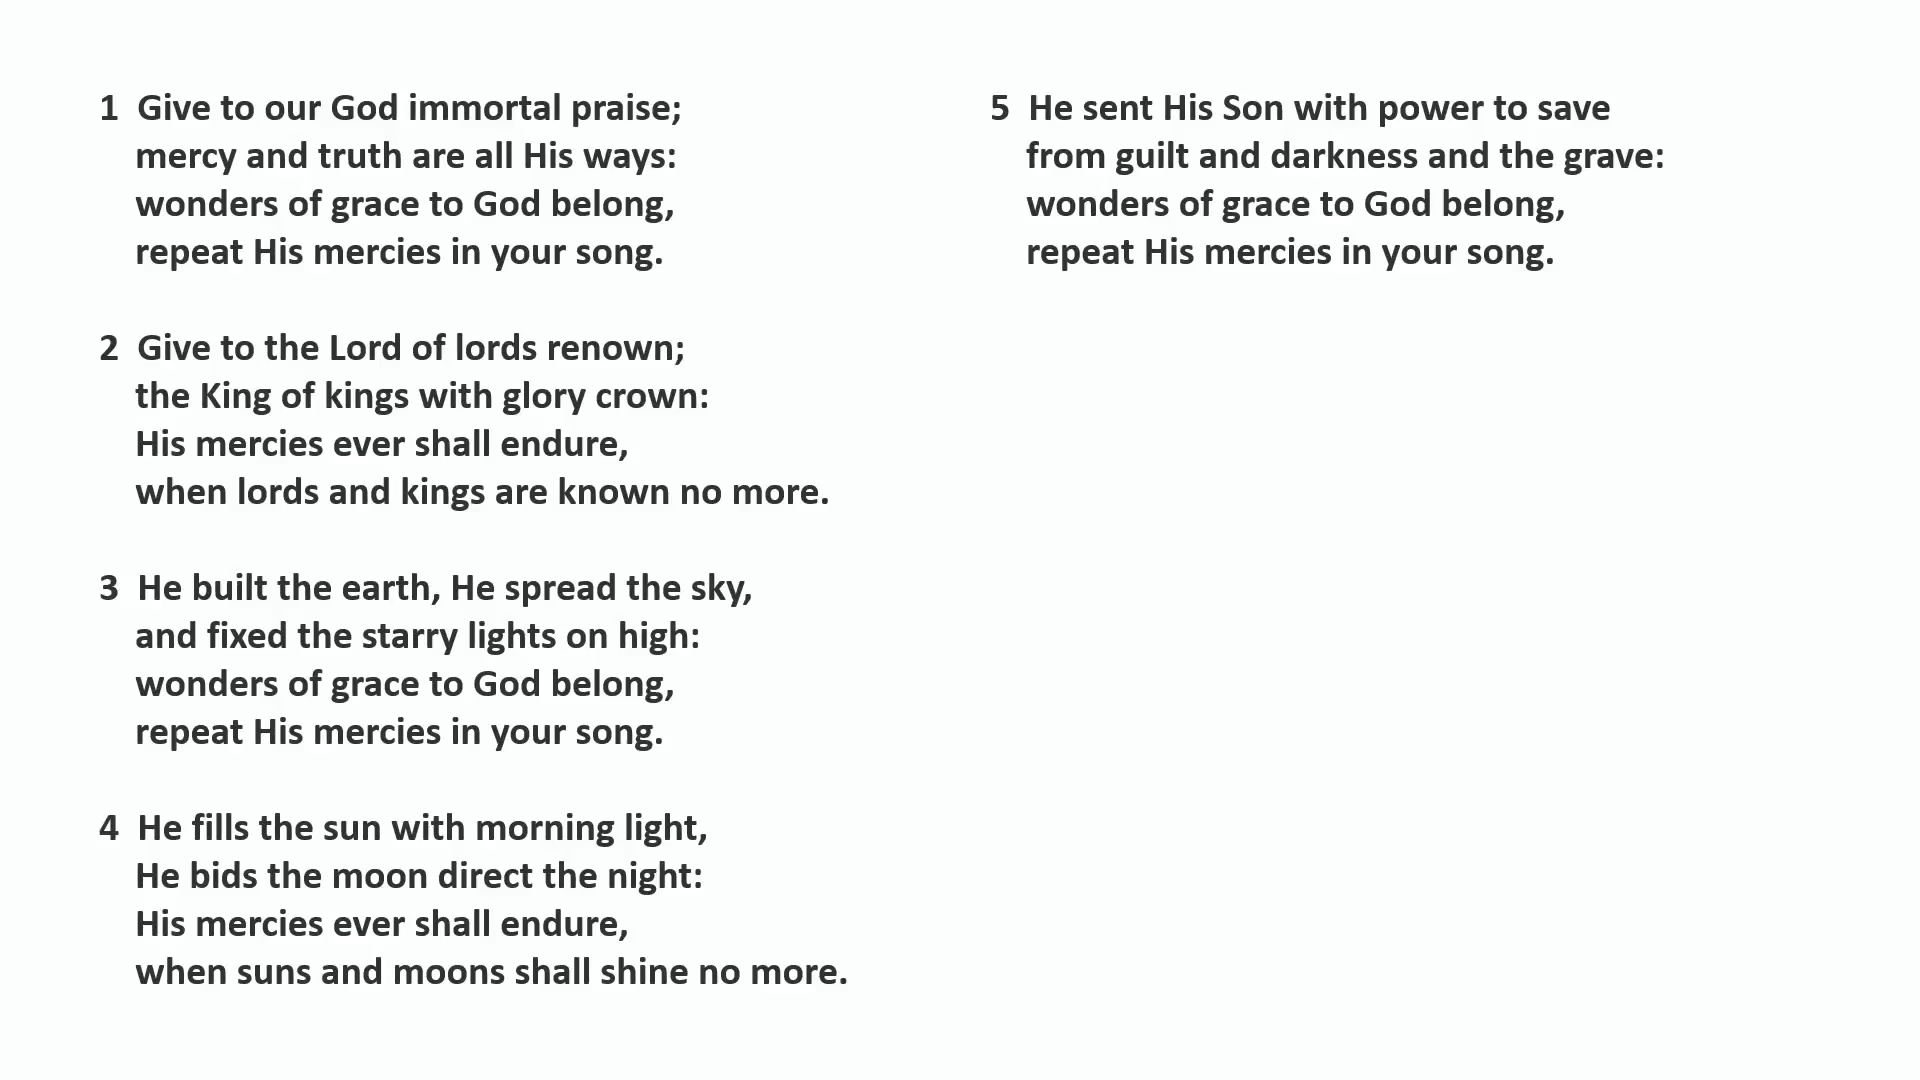 1 Give to our God immortal praise;
mercy and truth are all His ways:
wonders of grace to God belong,
repeat His mercies in your song.
2 Give to the Lord of lords renown;
the King of kings with glory crown:
His mercies ever shall endure,
when lords and kings are known no more.
3 He built the earth, He spread the sky,
and fixed the starry lights on high:
wonders of grace to God belong,
repeat His mercies in your song.
4 He fills the sun with morning light,
He bids the moon direct the night:
His mercies ever shall endure,
when suns and moons shall shine no more.
5 He sent His Son with power to save
from guilt and darkness and the grave:
wonders of grace to God belong,
repeat His mercies in your song.